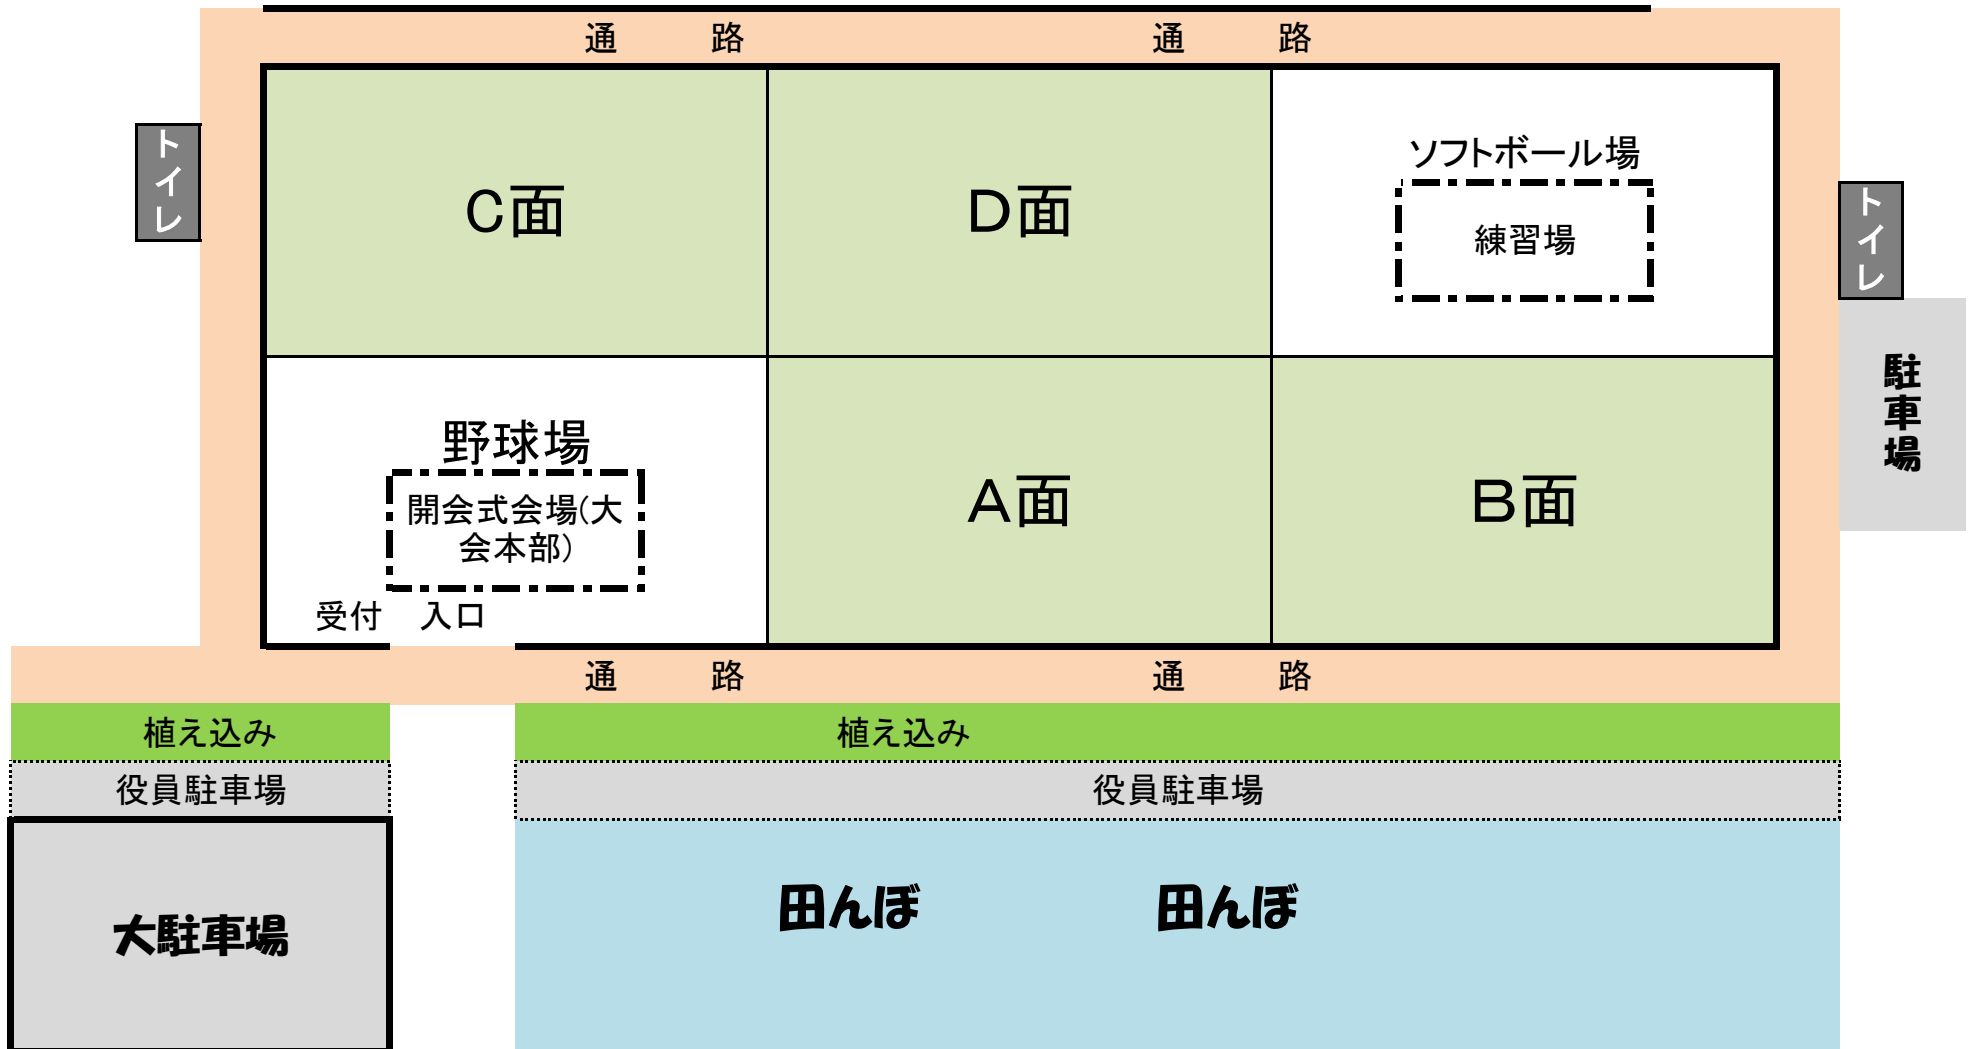 通 路 通 路
トイレ
C面
D面
ソフトボール場
練習場
トイレ
駐車場
野球場
開会式会場(大
会本部)
A面
B面
受付 入口
通 路 通 路
植え込み
植え込み
役員駐車場
役員駐車場
大駐車場
田んぼ
田んぼ